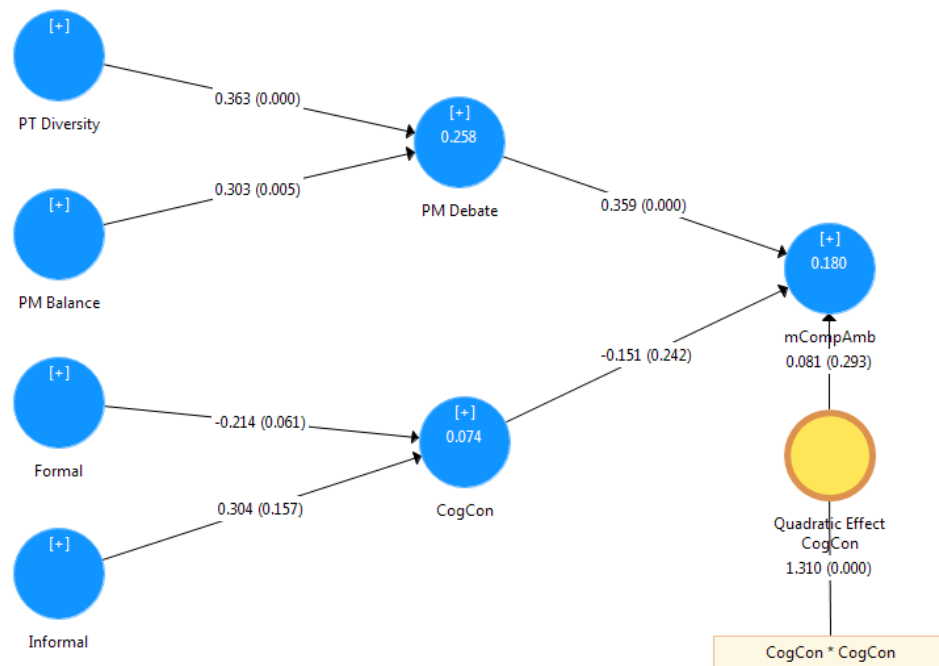 [+]
PT Diversity
0.363 (0.000)
[+]
0.258
PM Debate
[+]
PM Balance
0.303 (0.005)
0.359 (0.000)
[+]
0.180
mCompAmb
0.081 (0.293)
-0.151 (0.242)
[+]
Formal
-0.214 (0.061)
[+]
0.074
CogCon
0.304 (0.157)
[+]
Informal
Quadratic Effect
CogCon
1.310 (0.000)
CogCon * CogCon